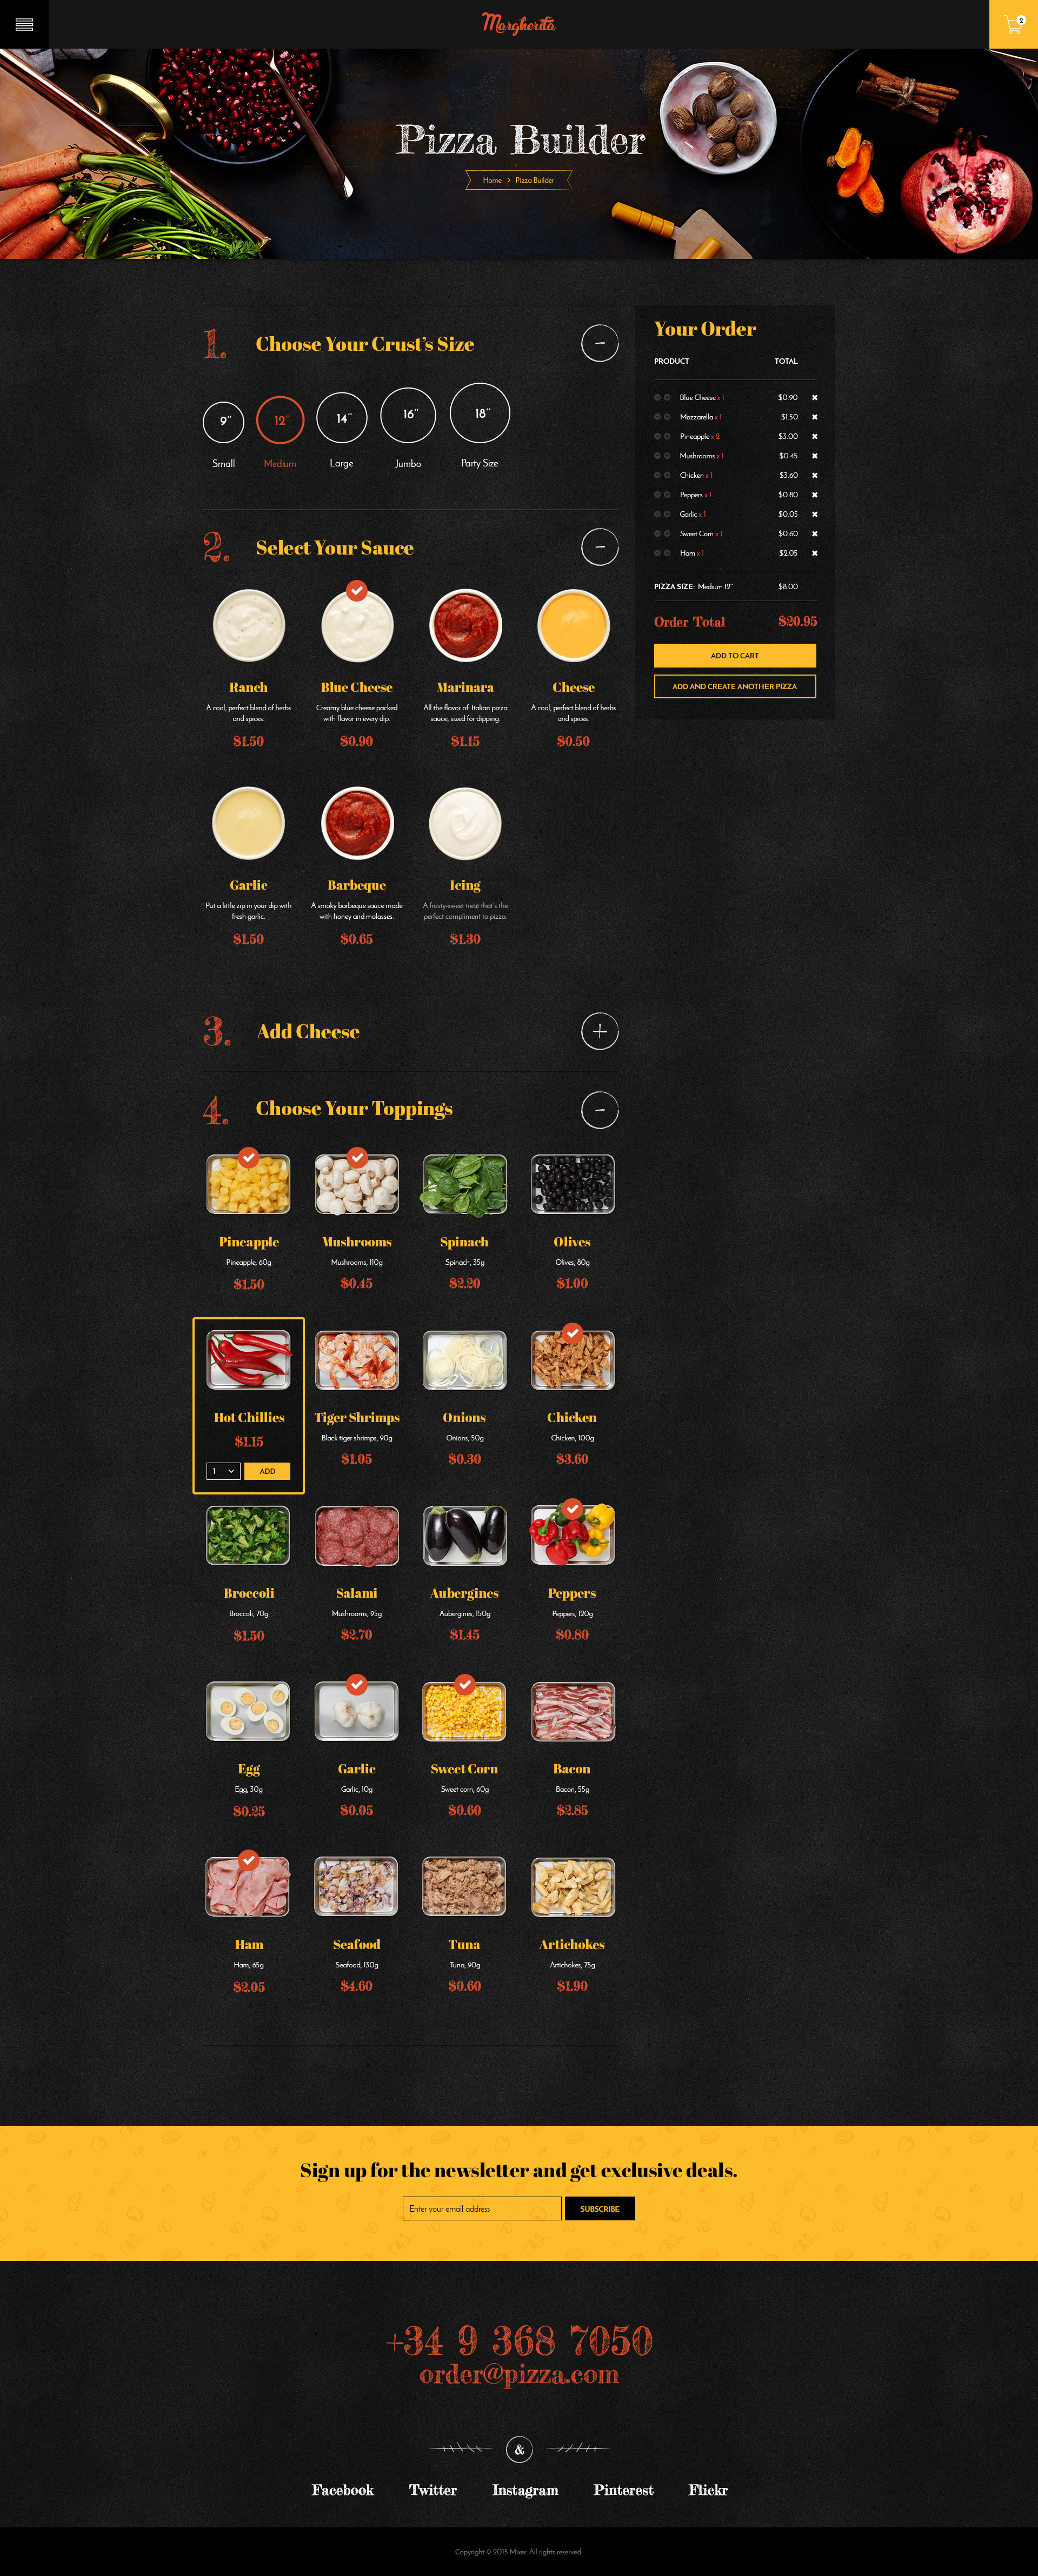 Margherita
2
Pizza Builder
Home > Pizza Builder
1. Choose Your Crust's Size −
9" 12" 14" 16" 18"
Small Medium Large Jumbo Party Size
2. Select Your Sauce −
Ranch Blue Cheese Marinara Cheese
A cool, perfect blend of herbs Creamy blue cheese packed All the flavor of Italian pizza A cool, perfect blend of herbs
and spices. with flavor in every dip. sauce, sized for dipping. and spices.
$1.50 $0.90 $1.15 $0.50
Garlic Barbeque Icing
Put a little zip in your dip with A smoky barbeque sauce made A frosty-sweet treat that's the
fresh garlic. with honey and molasses. perfect compliment to pizza.
$1.50 $0.65 $1.30
3. Add Cheese +
4. Choose Your Toppings −
Pineapple Mushrooms Spinach Olives
Pineapple, 60g Mushrooms, 110g Spinach, 35g Olives, 80g
$1.50 $0.45 $2.20 $1.00
Hot Chillies Tiger Shrimps Onions Chicken
Black tiger shrimps, 90g Onions, 50g Chicken, 100g
$1.15 $1.05 $0.30 $3.60
1 ADD
Broccoli Salami Aubergines Peppers
Broccoli, 70g Mushrooms, 95g Aubergines, 150g Peppers, 120g
$1.50 $2.70 $1.45 $0.80
Egg Garlic Sweet Corn Bacon
Egg, 30g Garlic, 10g Sweet corn, 60g Bacon, 55g
$0.25 $0.05 $0.60 $2.85
Ham Seafood Tuna Artichokes
Ham, 65g Seafood, 130g Tuna, 90g Artichokes, 75g
$2.05 $4.60 $0.60 $1.90
Your Order
PRODUCT TOTAL
Blue Cheese x 1 $0.90
Mozzarella x 1 $1.50
Pineapple x 2 $3.00
Mushrooms x 1 $0.45
Chicken x 1 $3.60
Peppers x 1 $0.80
Garlic x 1 $0.05
Sweet Corn x 1 $0.60
Ham x 1 $2.05
PIZZA SIZE: Medium 12" $8.00
Order Total $20.95
ADD TO CART
ADD AND CREATE ANOTHER PIZZA
Sign up for the newsletter and get exclusive deals.
Enter your email address SUBSCRIBE
+34 9 368 7050
order@pizza.com
&
Facebook Twitter Instagram Pinterest Flickr
Copyright © 2015 Mixer. All rights reserved.